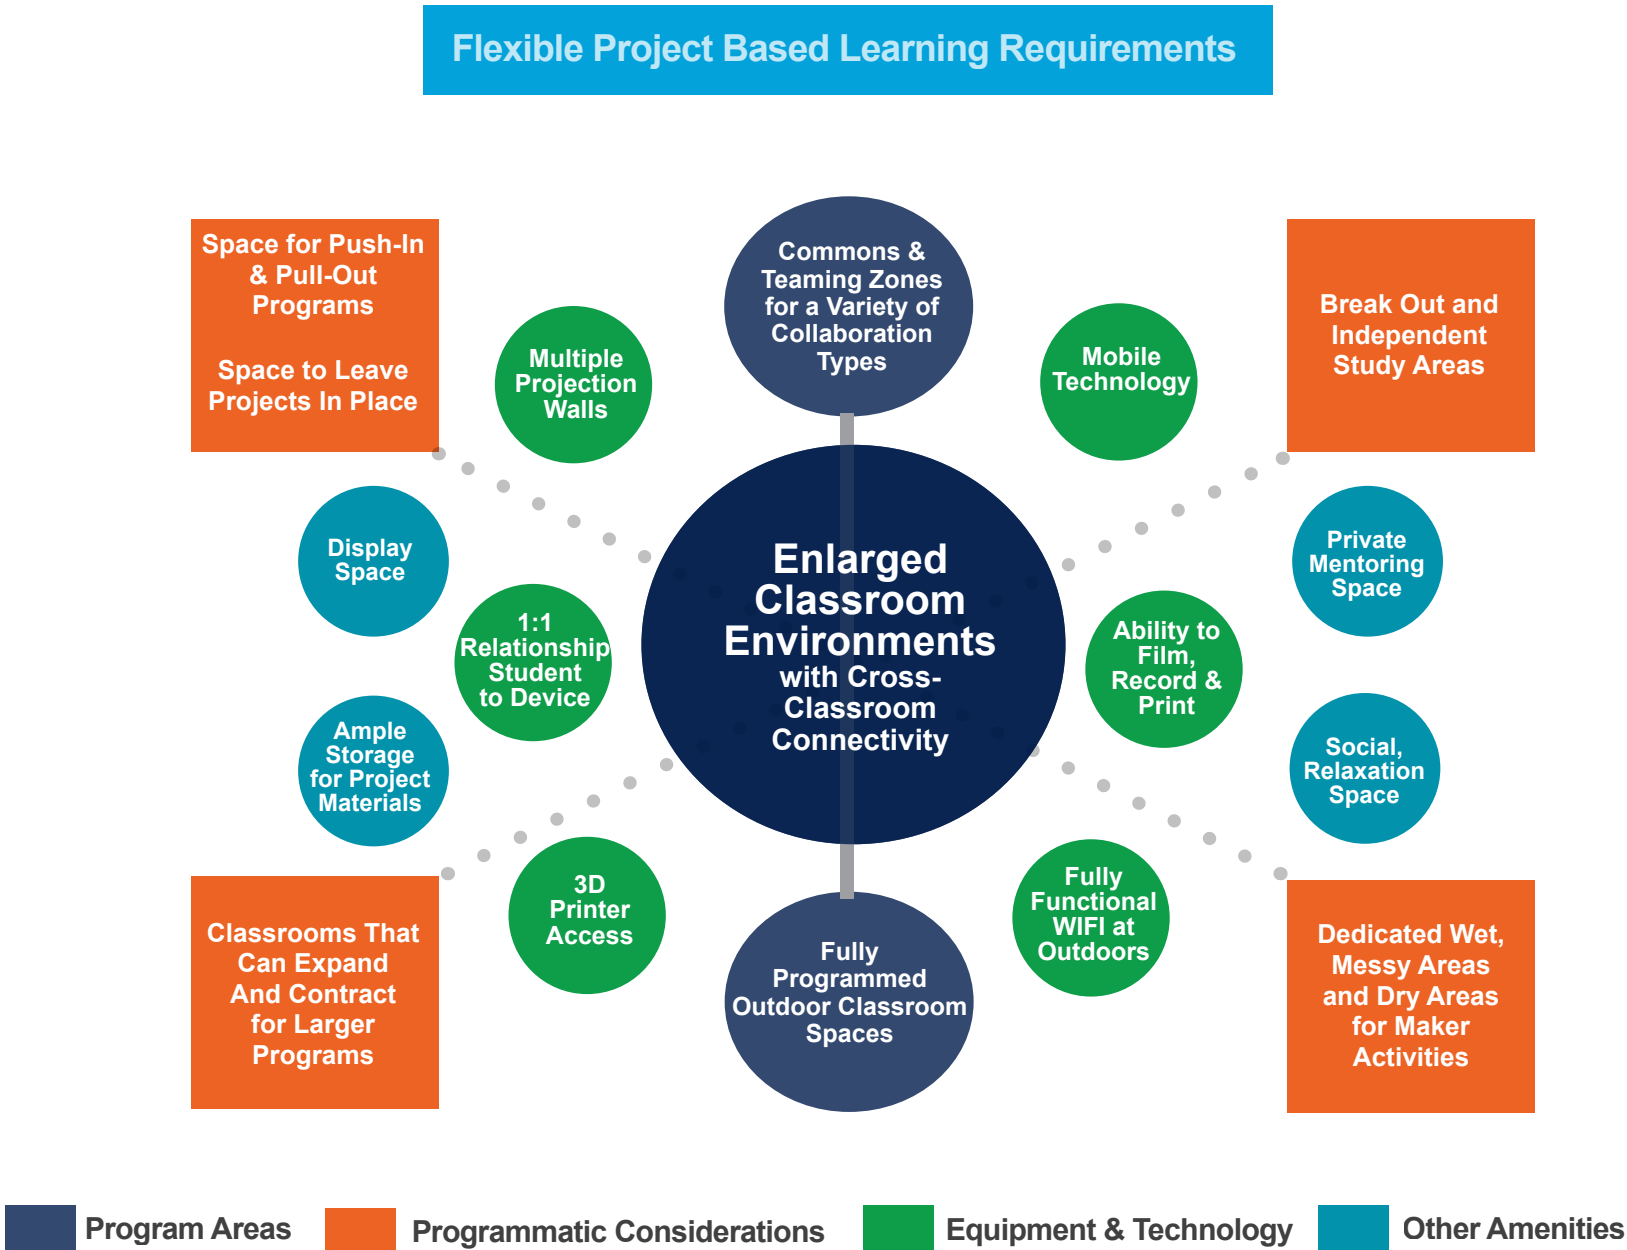 Flexible Project Based Learning Requirements
Space for Push-In
& Pull-Out
Programs
Space to Leave
Projects In Place
Multiple
Projection
Walls
Commons &
Teaming Zones
for a Variety of
Collaboration
Types
Mobile
Technology
Break Out and
Independent
Study Areas
Display
Space
1:1
Relationship
Student
to Device
Ample
Storage
for Project
Materials
Enlarged
Classroom
Environments
with Cross-
Classroom
Connectivity
Ability to
Film,
Record &
Print
Private
Mentoring
Space
Social,
Relaxation
Space
Classrooms That
Can Expand
And Contract
for Larger
Programs
3D
Printer
Access
Fully
Programmed
Outdoor Classroom
Spaces
Fully
Functional
WIFI at
Outdoors
Dedicated Wet,
Messy Areas
and Dry Areas
for Maker
Activities
Program Areas
Programmatic Considerations
Equipment & Technology
Other Amenities